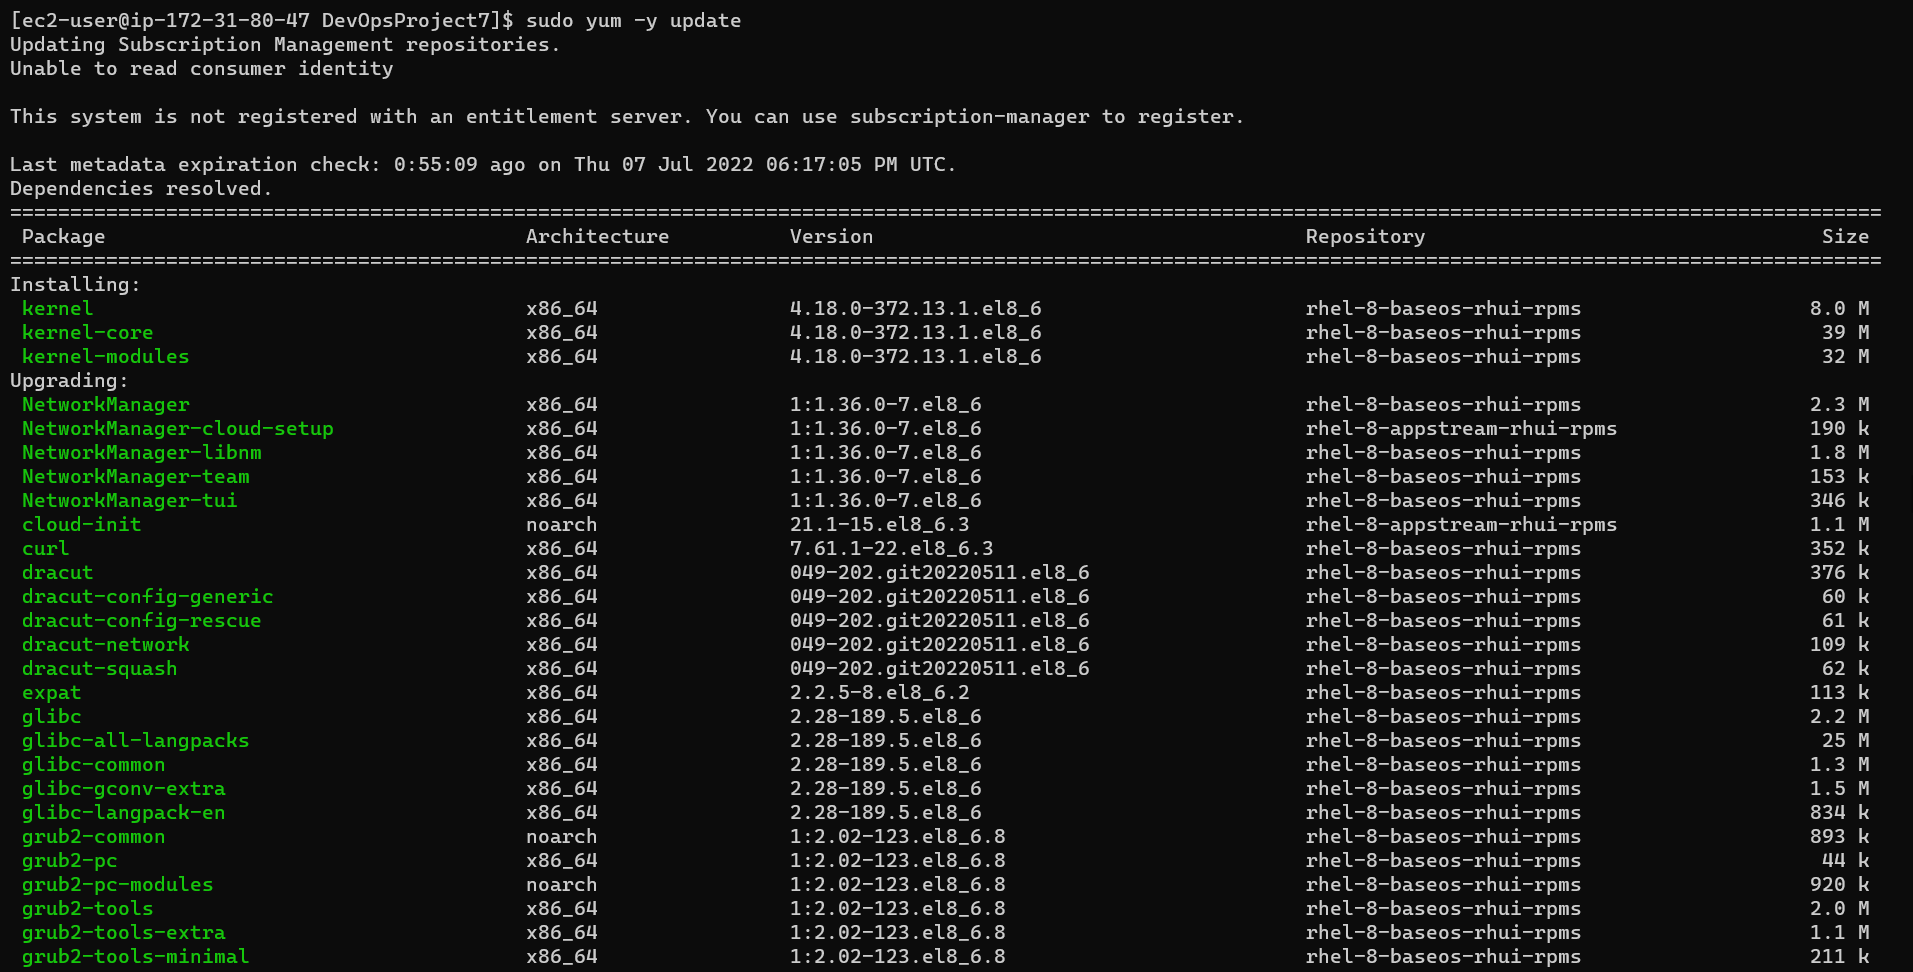 [ec2-user@ip-172-31-80-47 DevOpsProject7]$ sudo yum -y update
Updating Subscription Management repositories.
Unable to read consumer identity

This system is not registered with an entitlement server. You can use subscription-manager to register.

Last metadata expiration check: 0:55:09 ago on Thu 07 Jul 2022 06:17:05 PM UTC.
Dependencies resolved.
============================================================================================================================================================
 Package                                   Architecture          Version                                    Repository                                 Size
============================================================================================================================================================
Installing:
 kernel                                    x86_64                4.18.0-372.13.1.el8_6                      rhel-8-baseos-rhui-rpms                   8.0 M
 kernel-core                               x86_64                4.18.0-372.13.1.el8_6                      rhel-8-baseos-rhui-rpms                    39 M
 kernel-modules                            x86_64                4.18.0-372.13.1.el8_6                      rhel-8-baseos-rhui-rpms                    32 M
Upgrading:
 NetworkManager                            x86_64                1:1.36.0-7.el8_6                           rhel-8-baseos-rhui-rpms                   2.3 M
 NetworkManager-cloud-setup                x86_64                1:1.36.0-7.el8_6                           rhel-8-appstream-rhui-rpms                190 k
 NetworkManager-libnm                      x86_64                1:1.36.0-7.el8_6                           rhel-8-baseos-rhui-rpms                   1.8 M
 NetworkManager-team                       x86_64                1:1.36.0-7.el8_6                           rhel-8-baseos-rhui-rpms                   153 k
 NetworkManager-tui                        x86_64                1:1.36.0-7.el8_6                           rhel-8-baseos-rhui-rpms                   346 k
 cloud-init                                noarch                21.1-15.el8_6.3                            rhel-8-appstream-rhui-rpms                1.1 M
 curl                                      x86_64                7.61.1-22.el8_6.3                          rhel-8-baseos-rhui-rpms                   352 k
 dracut                                    x86_64                049-202.git20220511.el8_6                  rhel-8-baseos-rhui-rpms                   376 k
 dracut-config-generic                     x86_64                049-202.git20220511.el8_6                  rhel-8-baseos-rhui-rpms                    60 k
 dracut-config-rescue                      x86_64                049-202.git20220511.el8_6                  rhel-8-baseos-rhui-rpms                    61 k
 dracut-network                            x86_64                049-202.git20220511.el8_6                  rhel-8-baseos-rhui-rpms                   109 k
 dracut-squash                             x86_64                049-202.git20220511.el8_6                  rhel-8-baseos-rhui-rpms                    62 k
 expat                                     x86_64                2.2.5-8.el8_6.2                            rhel-8-baseos-rhui-rpms                   113 k
 glibc                                     x86_64                2.28-189.5.el8_6                           rhel-8-baseos-rhui-rpms                   2.2 M
 glibc-all-langpacks                       x86_64                2.28-189.5.el8_6                           rhel-8-baseos-rhui-rpms                    25 M
 glibc-common                              x86_64                2.28-189.5.el8_6                           rhel-8-baseos-rhui-rpms                   1.3 M
 glibc-gconv-extra                         x86_64                2.28-189.5.el8_6                           rhel-8-baseos-rhui-rpms                   1.5 M
 glibc-langpack-en                         x86_64                2.28-189.5.el8_6                           rhel-8-baseos-rhui-rpms                   834 k
 grub2-common                              noarch                1:2.02-123.el8_6.8                         rhel-8-baseos-rhui-rpms                   893 k
 grub2-pc                                  x86_64                1:2.02-123.el8_6.8                         rhel-8-baseos-rhui-rpms                    44 k
 grub2-pc-modules                          noarch                1:2.02-123.el8_6.8                         rhel-8-baseos-rhui-rpms                   920 k
 grub2-tools                               x86_64                1:2.02-123.el8_6.8                         rhel-8-baseos-rhui-rpms                   2.0 M
 grub2-tools-extra                         x86_64                1:2.02-123.el8_6.8                         rhel-8-baseos-rhui-rpms                   1.1 M
 grub2-tools-minimal                       x86_64                1:2.02-123.el8_6.8                         rhel-8-baseos-rhui-rpms                   211 k